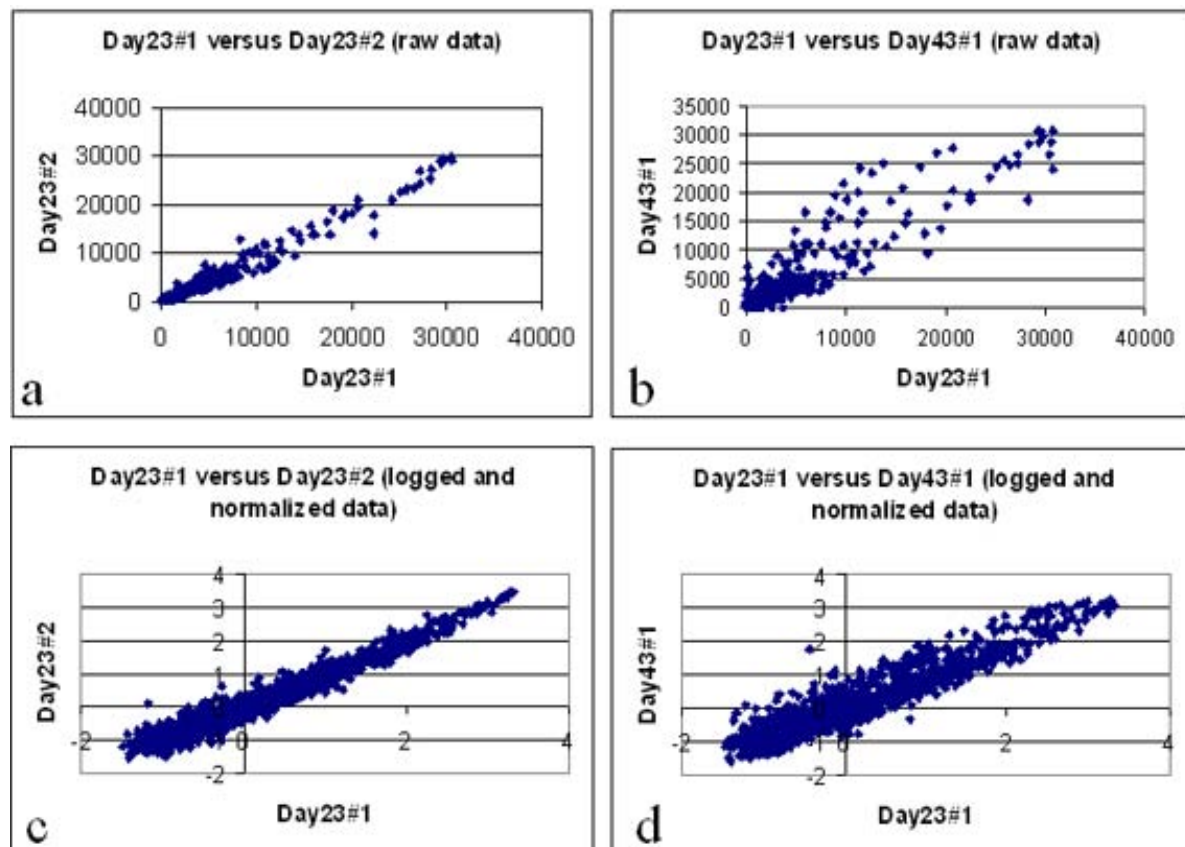 Day23#1 versus Day23#2 (raw data)
40000
30000
20000
10000
0
0 10000 20000 30000 40000
Day23#2
Day23#1
a
Day23#1 versus Day43#1 (raw data)
35000
30000
25000
20000
15000
10000
5000
0
0 10000 20000 30000 40000
Day43#1
Day23#1
b
Day23#1 versus Day23#2 (logged and
normalized data)
4
3
2
1
0
-2 0 2 4
-2
Day23#2
Day23#1
c
Day23#1 versus Day43#1 (logged and
normalized data)
4
3
2
1
0
-2 0 2 4
-2
Day43#1
Day23#1
d